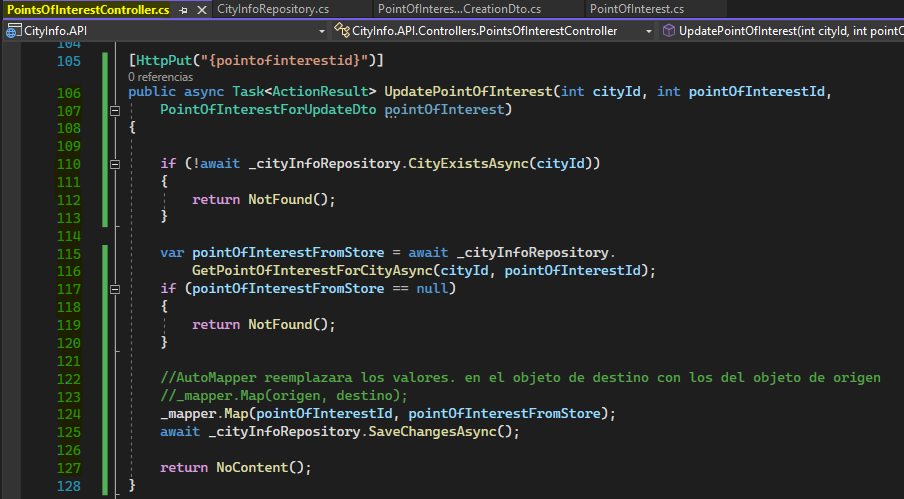 PointsOfInterestController.cs
CityInfoRepository.cs
PointOfInteres...CreationDto.cs
PointOfInterest.cs
CityInfo.API
CityInfo.API.Controllers.PointsOfInterestController
UpdatePointOfInterest(int cityId, int pointO
104
105 [HttpPut("{pointofinterestid}")]
0 referencias
106 public async Task<ActionResult> UpdatePointOfInterest(int cityId, int pointOfInterestId,
107 PointOfInterestForUpdateDto pointOfInterest)
108 {
109
110 if (!await _cityInfoRepository.CityExistsAsync(cityId))
111 {
112 return NotFound();
113 }
114
115 var pointOfInterestFromStore = await _cityInfoRepository.
116 GetPointOfInterestForCityAsync(cityId, pointOfInterestId);
117 if (pointOfInterestFromStore == null)
118 {
119 return NotFound();
120 }
121
122 //AutoMapper reemplazara los valores. en el objeto de destino con los del objeto de origen
123 //_mapper.Map(origen, destino);
124 _mapper.Map(pointOfInterestId, pointOfInterestFromStore);
125 await _cityInfoRepository.SaveChangesAsync();
126
127 return NoContent();
128 }